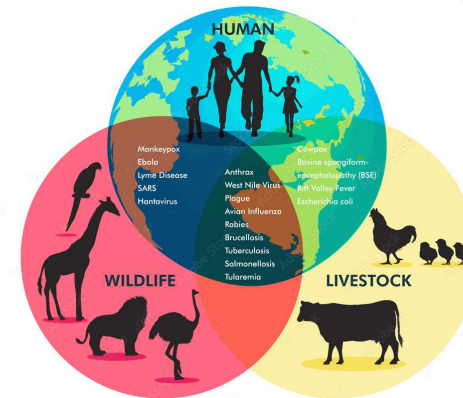 HUMAN
Monkeypox
Ebola
Lyme Disease
SARS
Hantavirus
Anthrax
West Nile Virus
Plague
Avian Influenza
Rabies
Brucellosis
Tuberculosis
Salmonellosis
Tularemia
Cowpox
Bovine spongiform-
encephalopathy (BSE)
Rift Valley Fever
Escherichia coli
WILDLIFE
LIVESTOCK